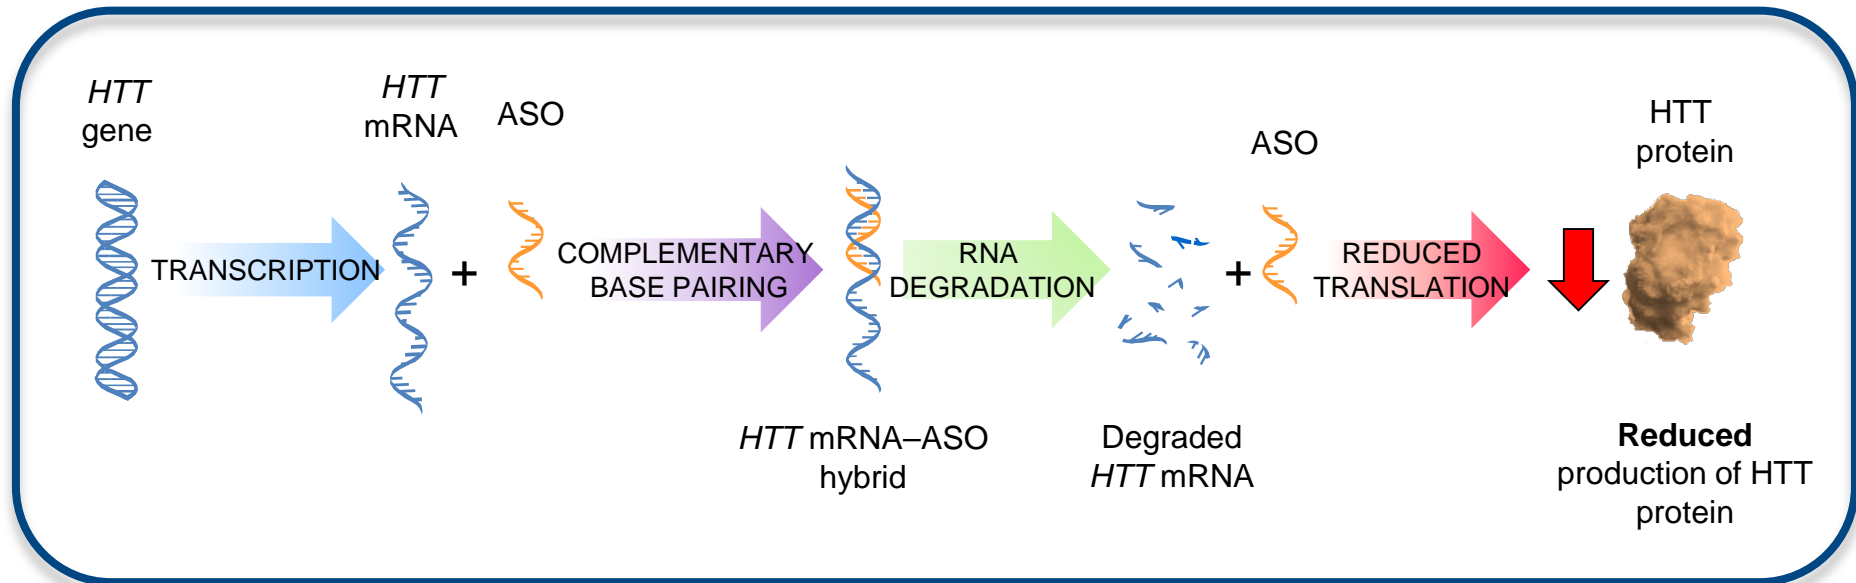 HTT
gene
TRANSCRIPTION
HTT
mRNA
+
ASO
COMPLEMENTARY
BASE PAIRING
HTT mRNA–ASO
hybrid
RNA
DEGRADATION
Degraded
HTT mRNA
+
ASO
REDUCED
TRANSLATION
HTT
protein
Reduced
production of HTT
protein